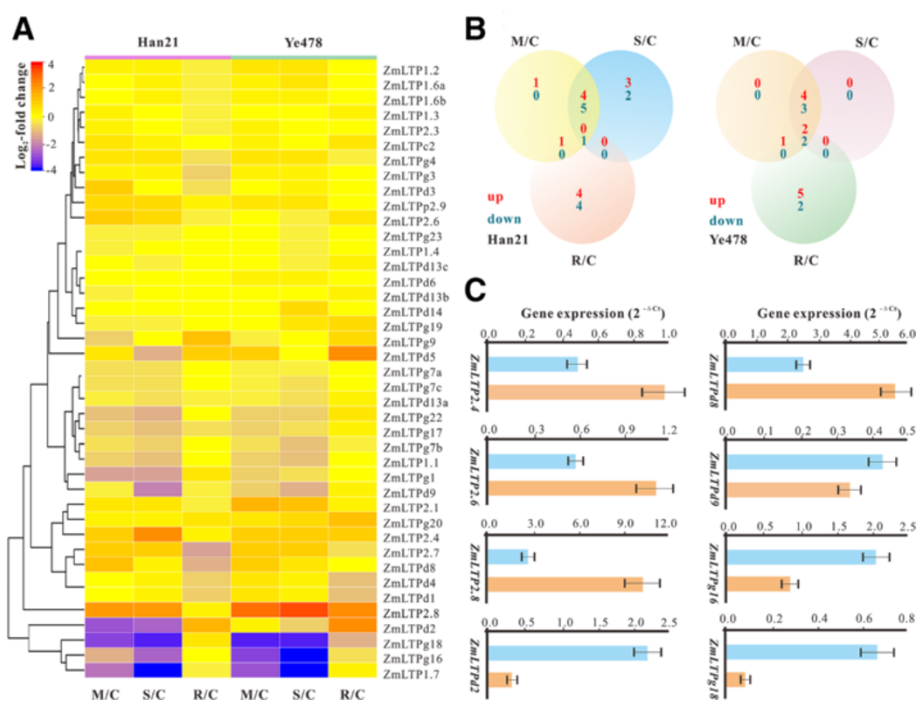 A
Han21
Ye478
Log₂-fold change
4
2
0
-2
-4
ZmLTP1.2
ZmLTP1.6a
ZmLTP1.6b
ZmLTP1.3
ZmLTP2.3
ZmLTPc2
ZmLTPg4
ZmLTPg3
ZmLTPd3
ZmLTPp2.9
ZmLTP2.6
ZmLTPg23
ZmLTP1.4
ZmLTPd13c
ZmLTPd6
ZmLTPd13b
ZmLTPd14
ZmLTPg19
ZmLTPg9
ZmLTPd5
ZmLTPg7a
ZmLTPg7c
ZmLTPd13a
ZmLTPg22
ZmLTPg17
ZmLTPg7b
ZmLTP1.1
ZmLTPg1
ZmLTPd9
ZmLTP2.1
ZmLTPg20
ZmLTP2.4
ZmLTP2.7
ZmLTPd8
ZmLTPd4
ZmLTPd1
ZmLTP2.8
ZmLTPd2
ZmLTPg18
ZmLTPg16
ZmLTP1.7
M/C S/C R/C M/C S/C R/C
B
M/C S/C
1
0
4
5
3
2
0
1
1
0
0
0
4
4
up
down
Han21
R/C
M/C S/C
0
0
4
3
0
0
2
2
1
0
0
0
5
2
up
down
Ye478
R/C
C
Gene expression (2⁻ΔCt)
0.0 0.2 0.4 0.6 0.8 1.0
ZmLTP2.4
0.0 0.3 0.6 0.9 1.2
ZmLTP2.6
0.0 3.0 6.0 9.0 12.0
ZmLTP2.8
0.0 0.5 1.0 1.5 2.0 2.5
ZmLTPd2
Gene expression (2⁻ΔCt)
0.0 1.0 2.0 3.0 4.0 5.0 6.0
ZmLTPd8
0.0 0.1 0.2 0.3 0.4 0.5
ZmLTPd9
0.0 0.5 1.0 1.5 2.0 2.5
ZmLTPg16
0.0 0.2 0.4 0.6 0.8
ZmLTPg18